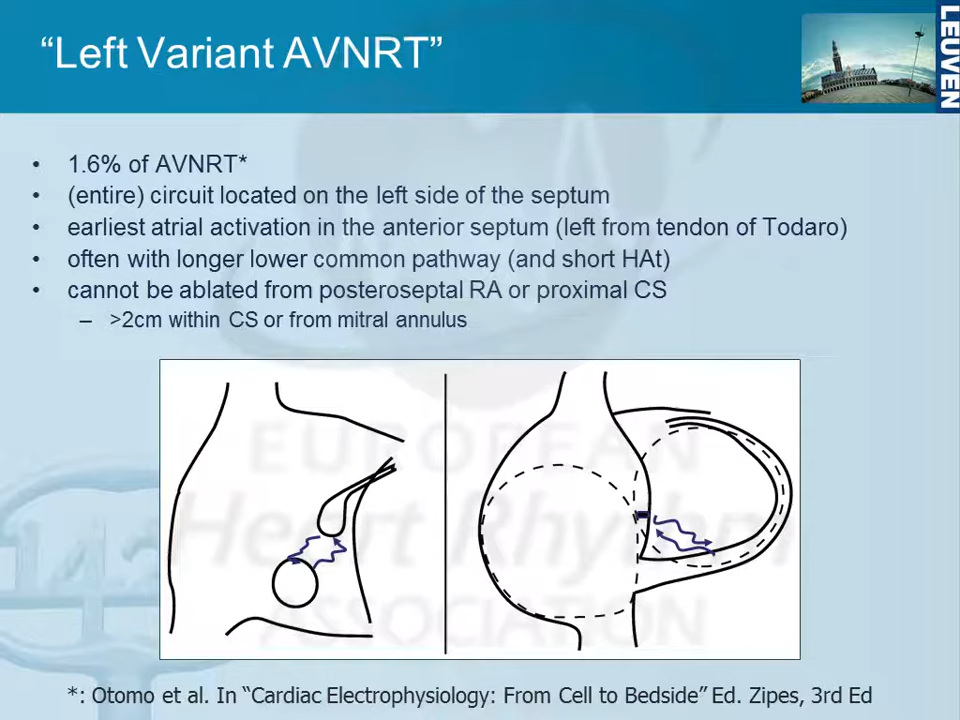 “Left Variant AVNRT”
LEUVEN
• 1.6% of AVNRT*
• (entire) circuit located on the left side of the septum
• earliest atrial activation in the anterior septum (left from tendon of Todaro)
• often with longer lower common pathway (and short HAt)
• cannot be ablated from posteroseptal RA or proximal CS
– >2cm within CS or from mitral annulus
EUROPEAN
Heart Rhythm
ASSOCIATION
*: Otomo et al. In “Cardiac Electrophysiology: From Cell to Bedside” Ed. Zipes, 3rd Ed